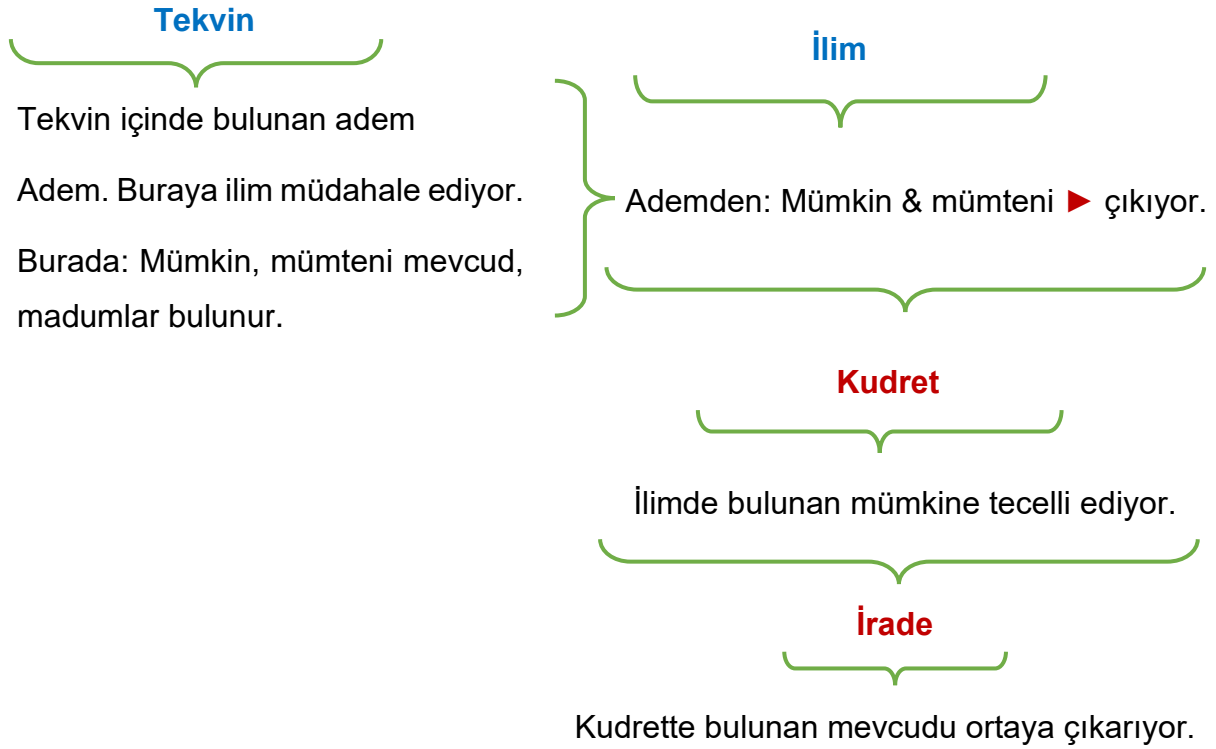 Tekvin
Tekvin içinde bulunan adem
Adem. Buraya ilim müdahale ediyor.
Burada: Mümkin, mümteni mevcud,
madumlar bulunur.
İlim
Ademden: Mümkin & mümteni ► çıkıyor.
Kudret
İlimde bulunan mümkine tecelli ediyor.
İrade
Kudrette bulunan mevcudu ortaya çıkarıyor.